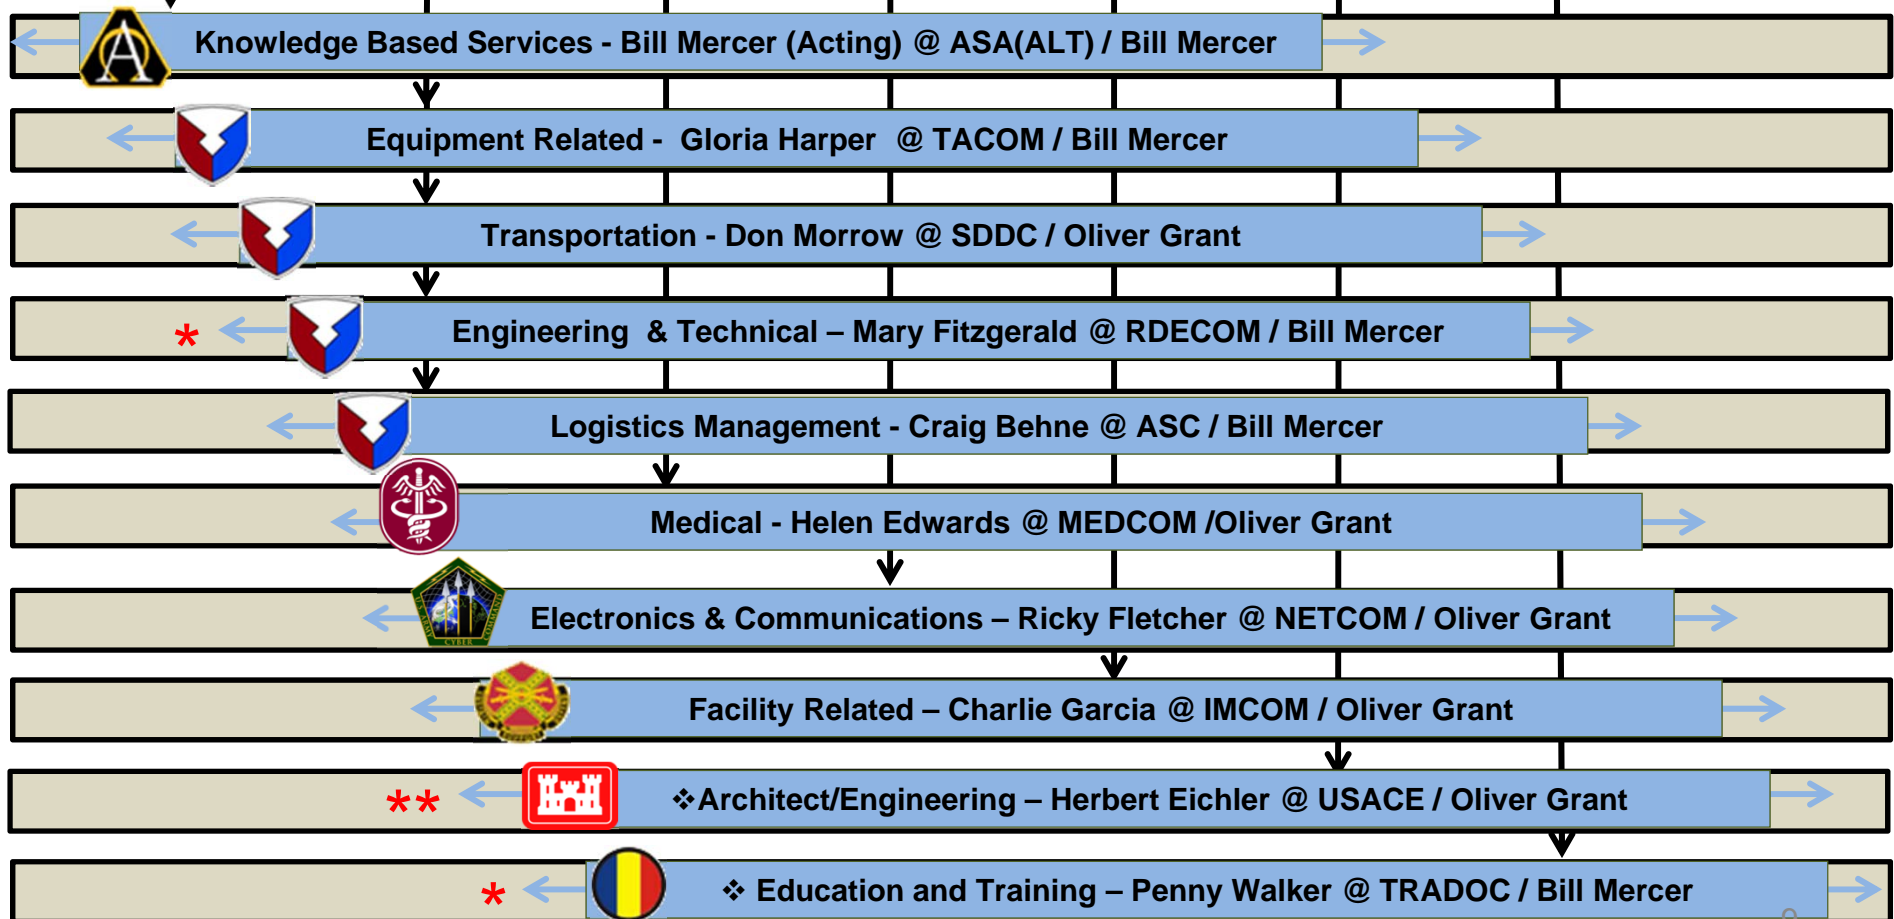 Knowledge Based Services - Bill Mercer (Acting) @ ASA(ALT) / Bill Mercer
Equipment Related - Gloria Harper @ TACOM / Bill Mercer
Transportation - Don Morrow @ SDDC / Oliver Grant
* Engineering & Technical – Mary Fitzgerald @ RDECOM / Bill Mercer
Logistics Management - Craig Behne @ ASC / Bill Mercer
Medical - Helen Edwards @ MEDCOM /Oliver Grant
Electronics & Communications – Ricky Fletcher @ NETCOM / Oliver Grant
Facility Related – Charlie Garcia @ IMCOM / Oliver Grant
** ❖Architect/Engineering – Herbert Eichler @ USACE / Oliver Grant
* ❖ Education and Training – Penny Walker @ TRADOC / Bill Mercer